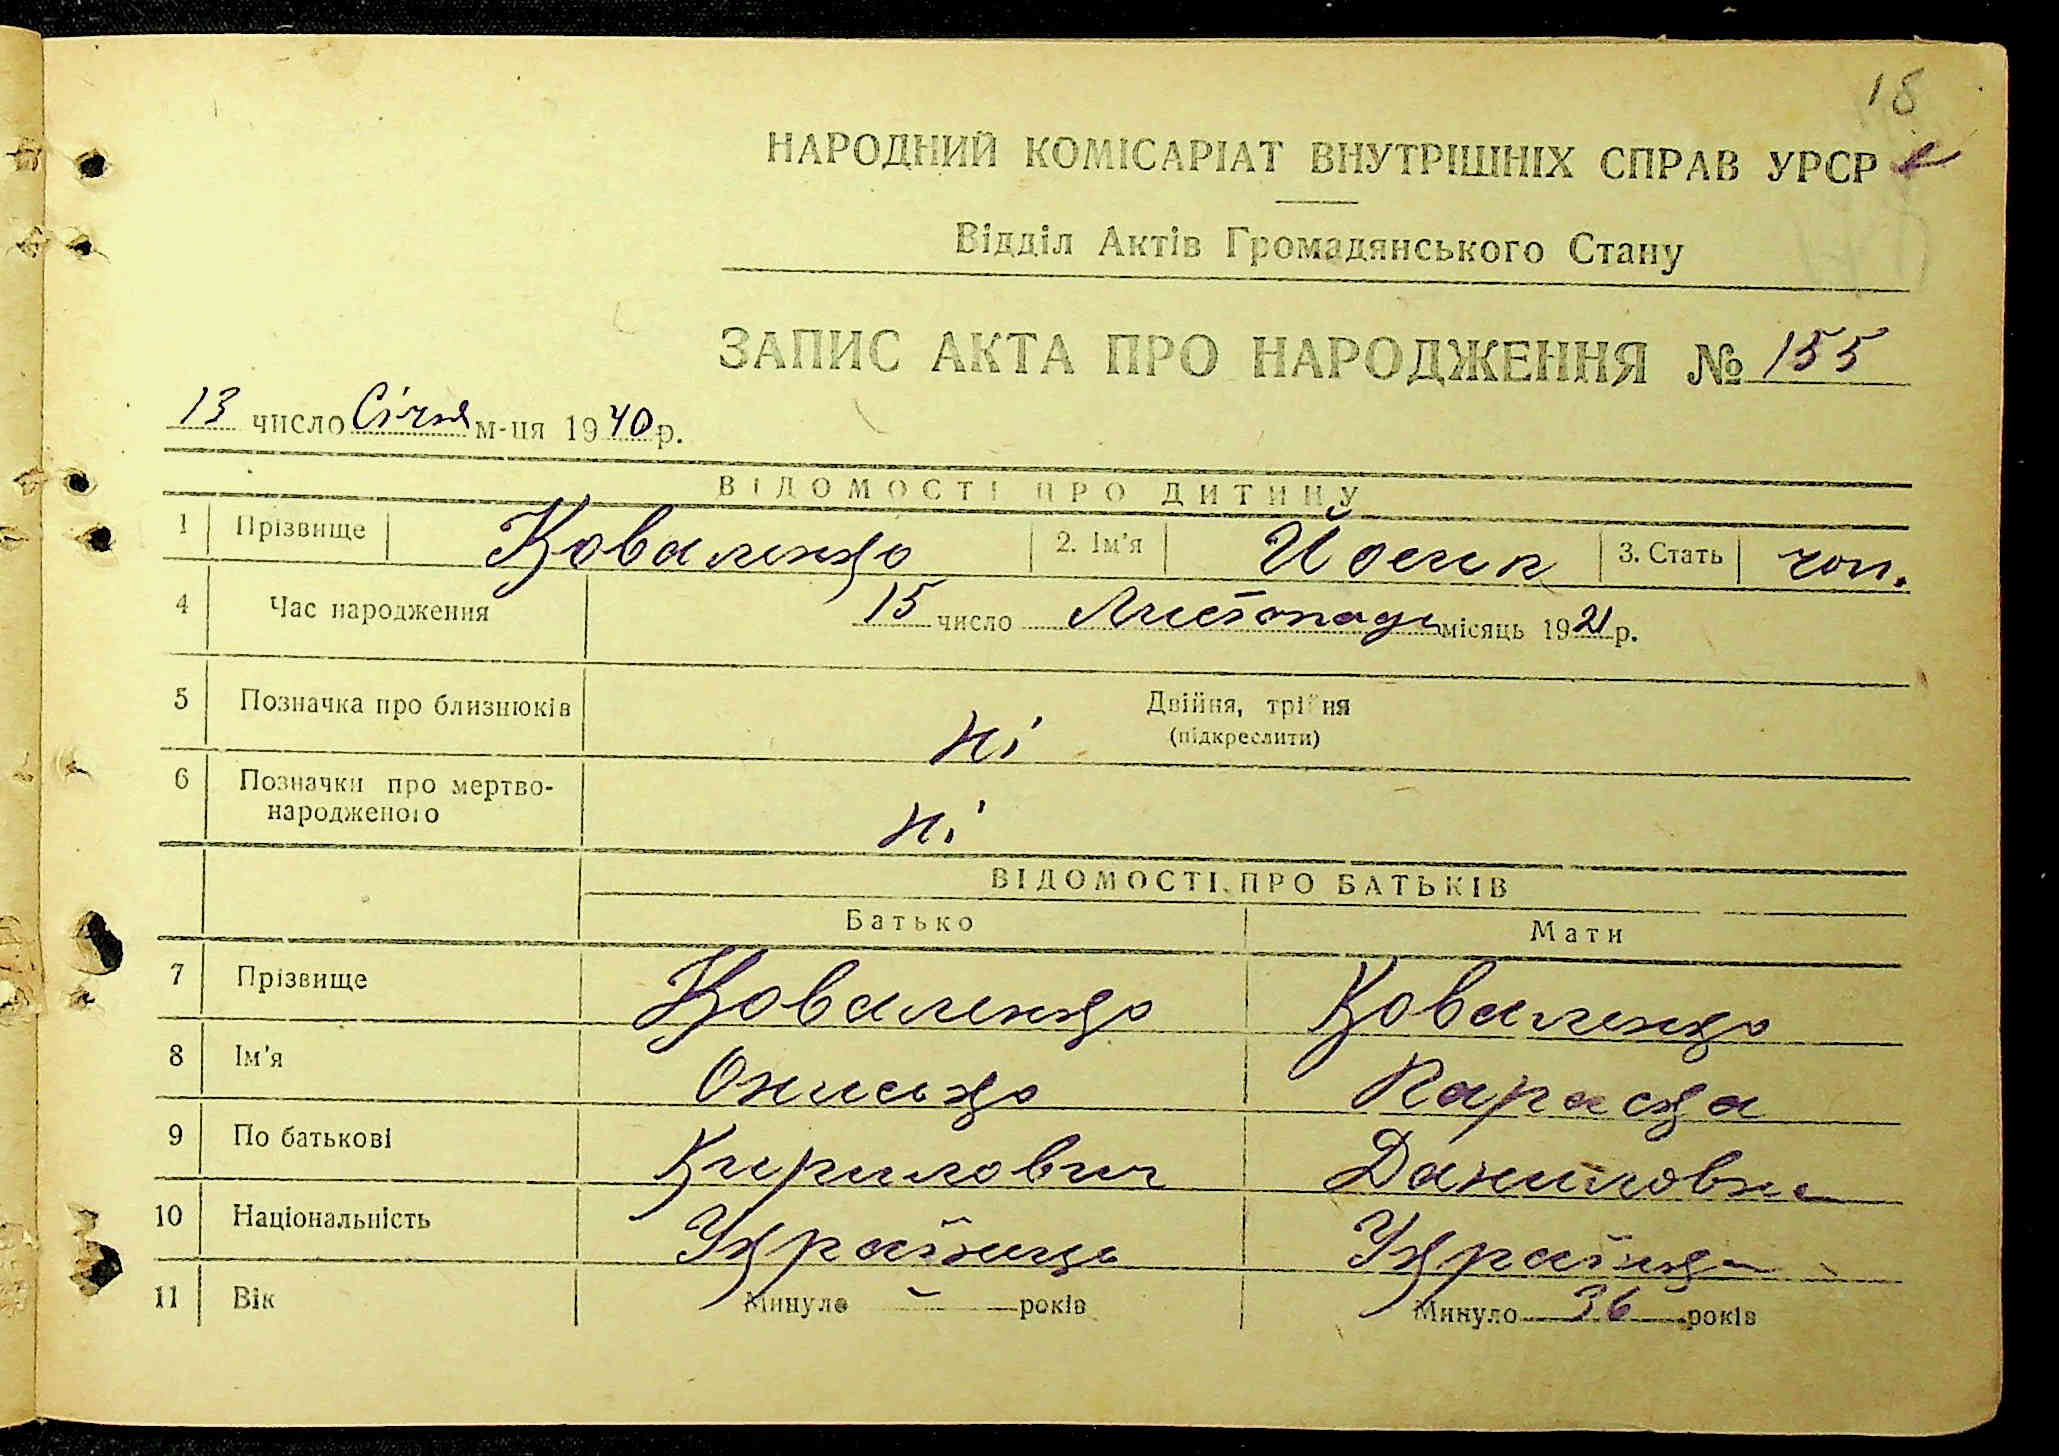 18
НАРОДНИЙ КОМІСАРІАТ ВНУТРІШНІХ СПРАВ УРСР
Відділ Актів Громадянського Стану
ЗАПИС АКТА ПРО НАРОДЖЕННЯ № 155
13 число Січня м-ця 1940 р.
ВІДОМОСТІ ПРО ДИТИНУ
1 Прізвище Коваленко 2. Ім'я Йосип 3. Стать чол.
4 Час народження 15 число Листопада місяць 1921 р.
5 Позначка про близнюків ні Двійня, трійня
(підкреслити)
6 Позначки про мертво-
народженого ні
ВІДОМОСТІ ПРО БАТЬКІВ
Батько Мати
7 Прізвище Коваленко Коваленко
8 Ім'я Онисько Параска
9 По батькові Кирилович Даниловна
10 Національність Українець Українка
11 Вік Минуло – років Минуло 36 років